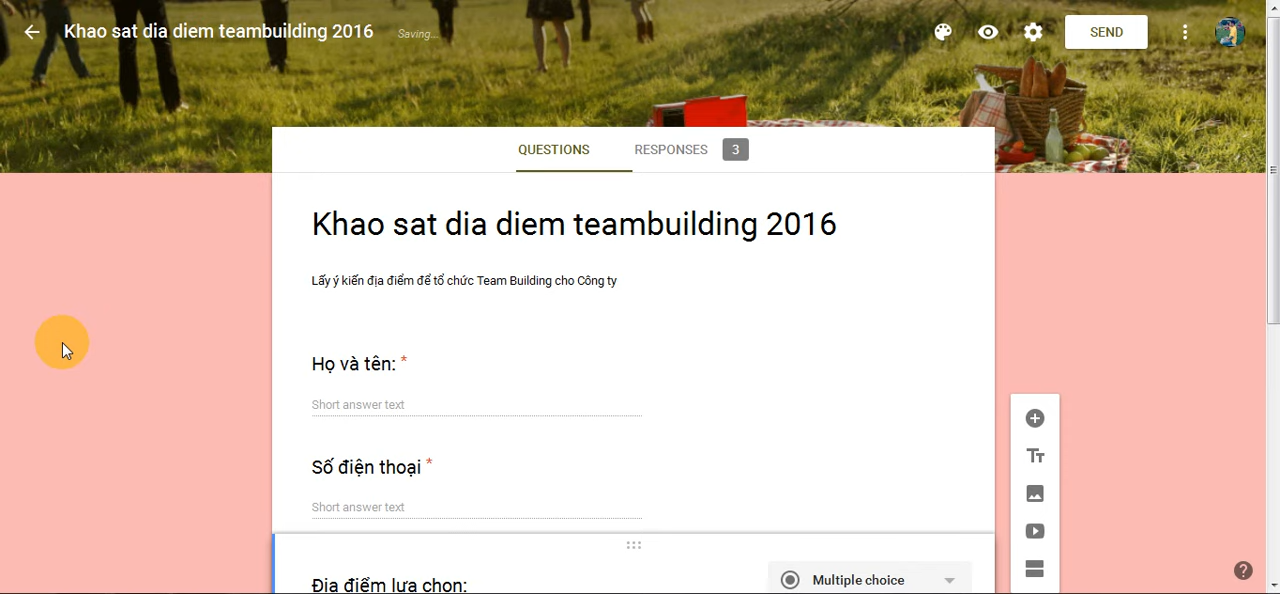 Khao sat dia diem teambuilding 2016
Saving...
SEND
QUESTIONS
RESPONSES
3
Khao sat dia diem teambuilding 2016
Lấy ý kiến địa điểm để tổ chức Team Building cho Công ty
Họ và tên: *
Short answer text
Số điện thoại *
Short answer text
Địa điểm lựa chọn:
Multiple choice